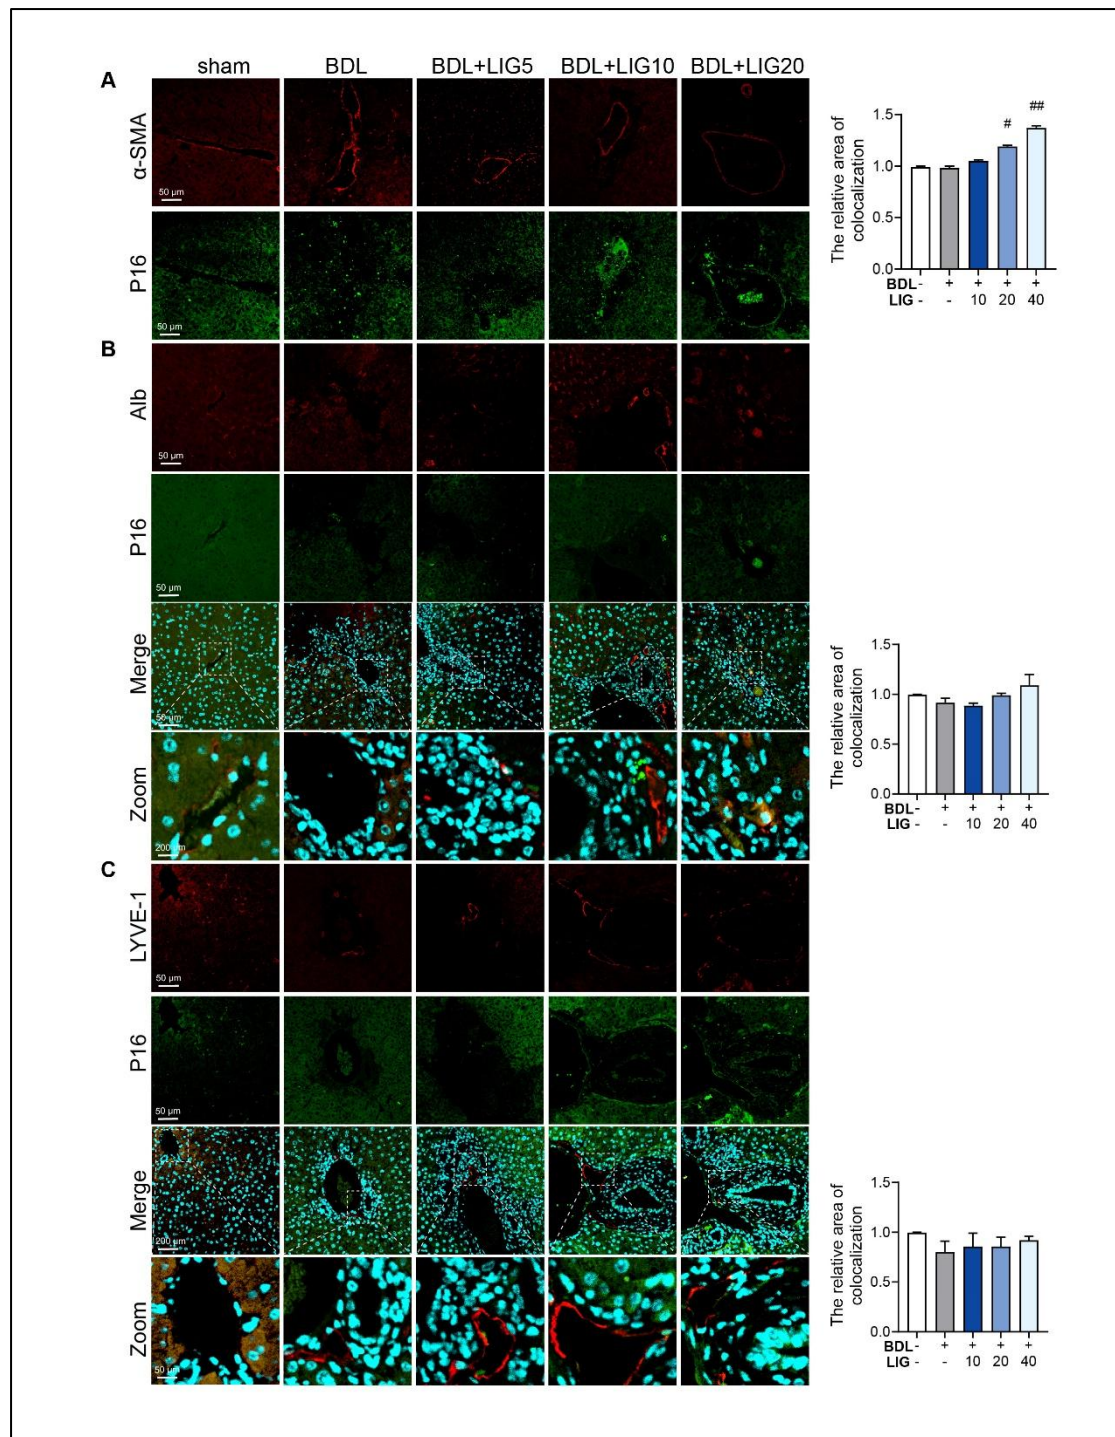 sham BDL BDL+LIG5 BDL+LIG10 BDL+LIG20
A
α-SMA
50 μm
P16
50 μm
The relative area of
colocalization
1.5
1.0
0.5
0.0
# ##
BDL - + + + +
LIG - - 10 20 40
B
Alb
50 μm
P16
50 μm
Merge
50 μm
Zoom
200 μm
The relative area of
colocalization
1.5
1.0
0.5
0.0
BDL - + + + +
LIG - - 10 20 40
C
LYVE-1
50 μm
P16
50 μm
Merge
200 μm
Zoom
50 μm
The relative area of
colocalization
1.5
1.0
0.5
0.0
BDL - + + + +
LIG - - 10 20 40